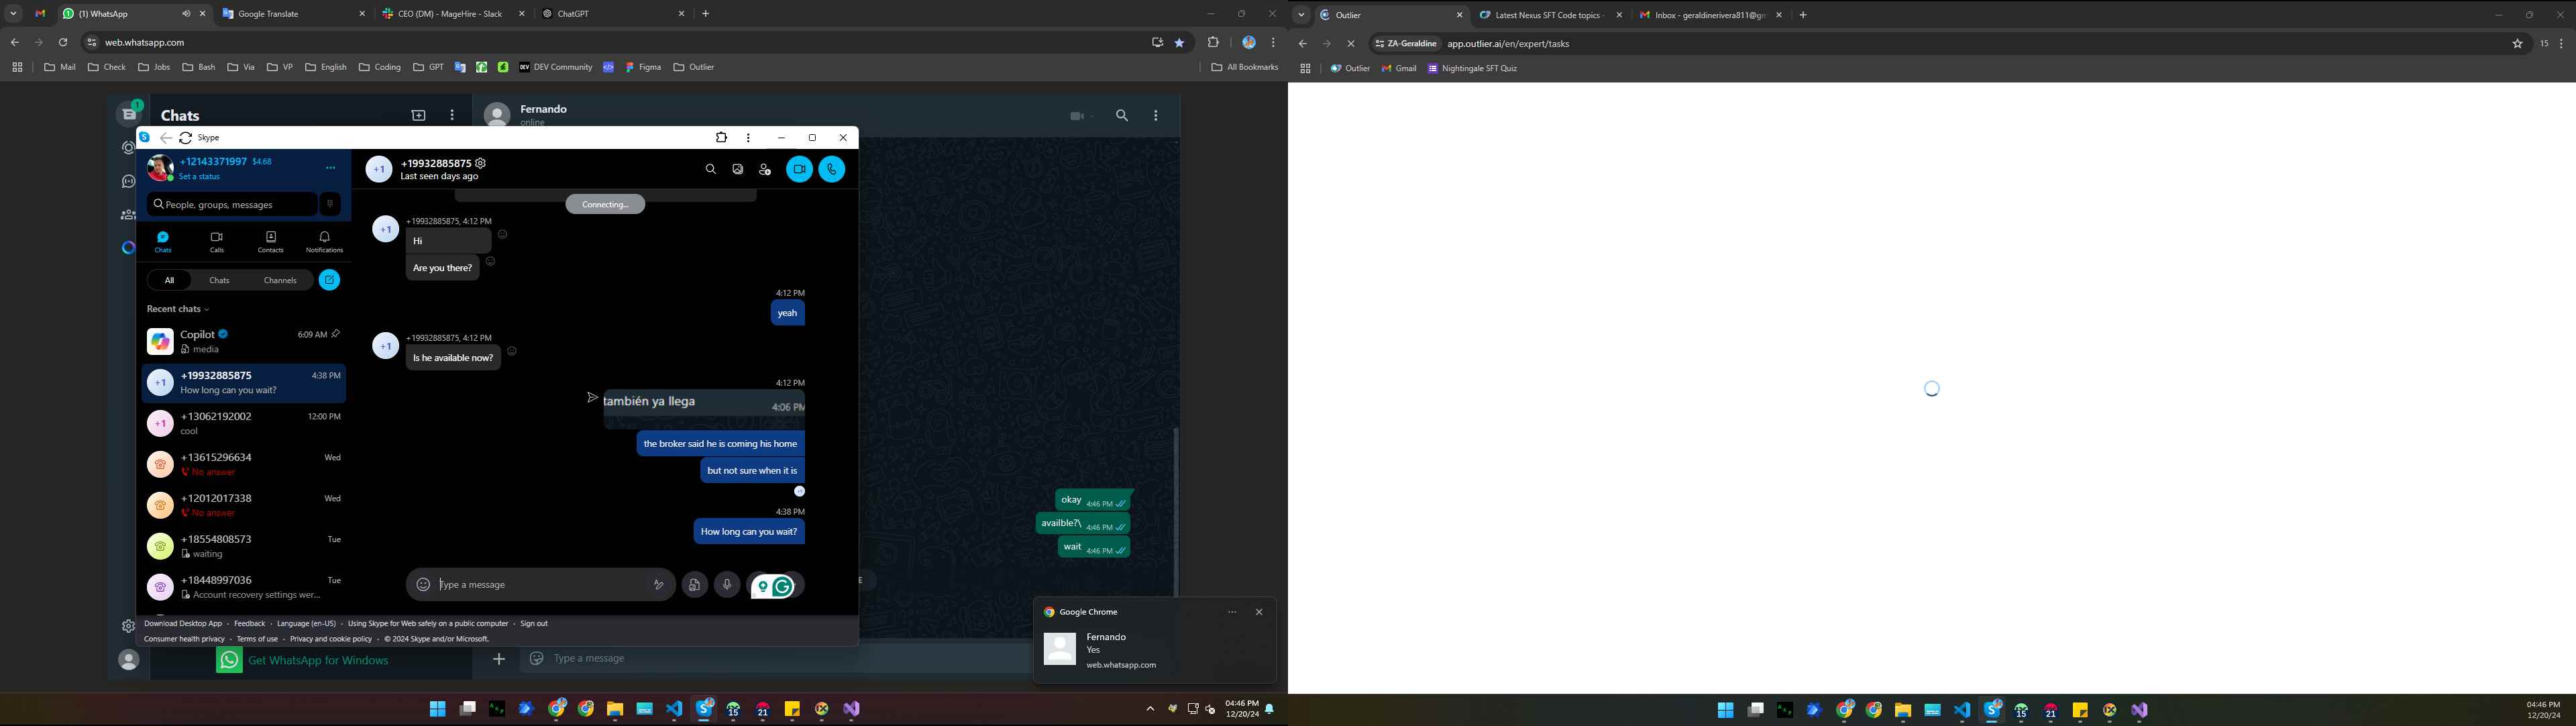 (1) WhatsApp
Google Translate
CEO (DM) - MageHire - Slack
ChatGPT
web.whatsapp.com
Mail
Check
Jobs
Bash
Via
VP
English
Coding
GPT
DEV Community
Figma
Outlier
All Bookmarks
1
Chats
Fernando
online
Skype
+12143371997 $4.68
Set a status
People, groups, messages
Chats
Calls
Contacts
Notifications
All
Chats
Channels
Recent chats
Copilot
6:09 AM
media
+1
+19932885875
4:38 PM
How long can you wait?
+1
+13062192002
12:00 PM
cool
+13615296634
Wed
No answer
+12012017338
Wed
No answer
+18554808573
Tue
waiting
+18448997036
Tue
Account recovery settings wer...
+1
+19932885875
Last seen days ago
Connecting...
+19932885875, 4:12 PM
+1
Hi
Are you there?
4:12 PM
yeah
+19932885875, 4:12 PM
+1
Is he available now?
4:12 PM
también ya llega
4:06 PM
the broker said he is coming his home
but not sure when it is
4:38 PM
How long can you wait?
Type a message
Download Desktop App · Feedback · Language (en-US) · Using Skype for Web safely on a public computer · Sign out
Consumer health privacy · Terms of use · Privacy and cookie policy · © 2024 Skype and/or Microsoft.
okay 4:46 PM
availble?\ 4:46 PM
wait 4:46 PM
E
Get WhatsApp for Windows
Type a message
Google Chrome
Fernando
Yes
web.whatsapp.com
15
21
04:46 PM
12/20/24
Outlier
Latest Nexus SFT Code topics -
Inbox - geraldinerivera811@gm
ZA-Geraldine
app.outlier.ai/en/expert/tasks
15
Outlier
Gmail
Nightingale SFT Quiz
15
21
04:46 PM
12/20/24